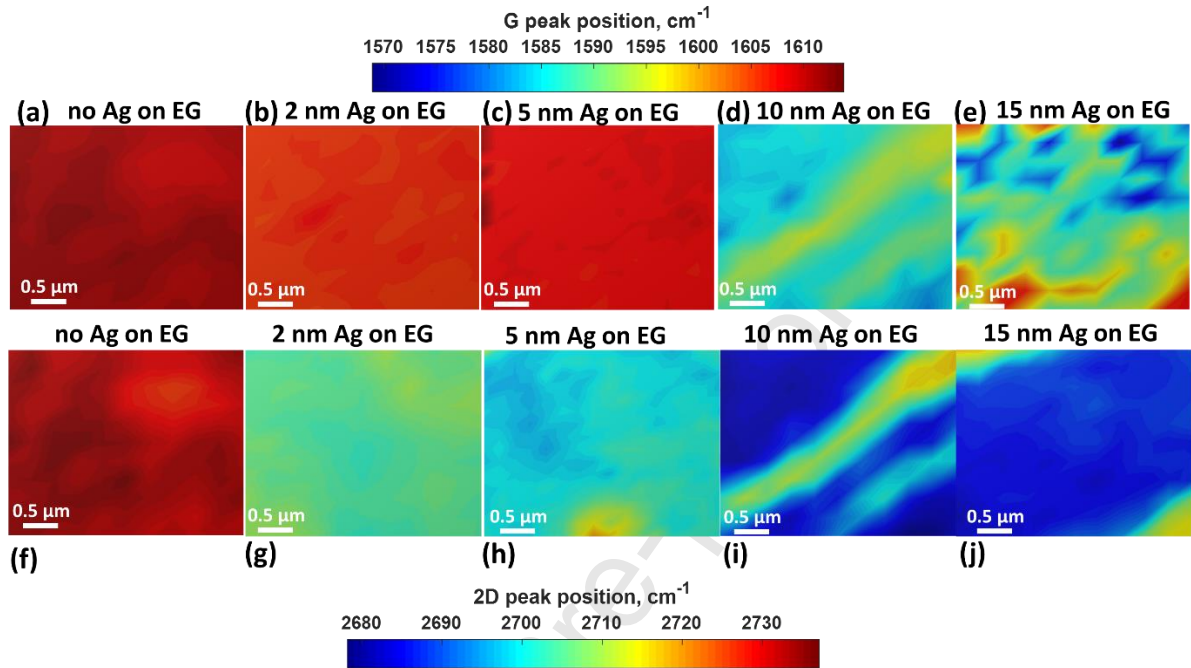 G peak position, cm-1
1570 1575 1580 1585 1590 1595 1600 1605 1610
(a) no Ag on EG (b) 2 nm Ag on EG (c) 5 nm Ag on EG (d) 10 nm Ag on EG (e) 15 nm Ag on EG
0.5 µm 0.5 µm 0.5 µm 0.5 µm 0.5 µm
no Ag on EG 2 nm Ag on EG 5 nm Ag on EG 10 nm Ag on EG 15 nm Ag on EG
0.5 µm 0.5 µm 0.5 µm 0.5 µm 0.5 µm
(f) (g) (h) (i) (j)
2D peak position, cm-1
2680 2690 2700 2710 2720 2730